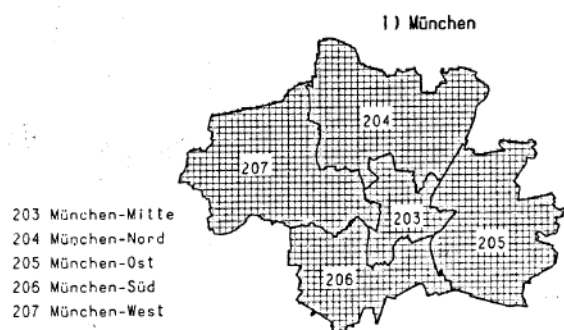 1) München
204
207
203
205
206
203 München-Mitte
204 München-Nord
205 München-Ost
206 München-Süd
207 München-West